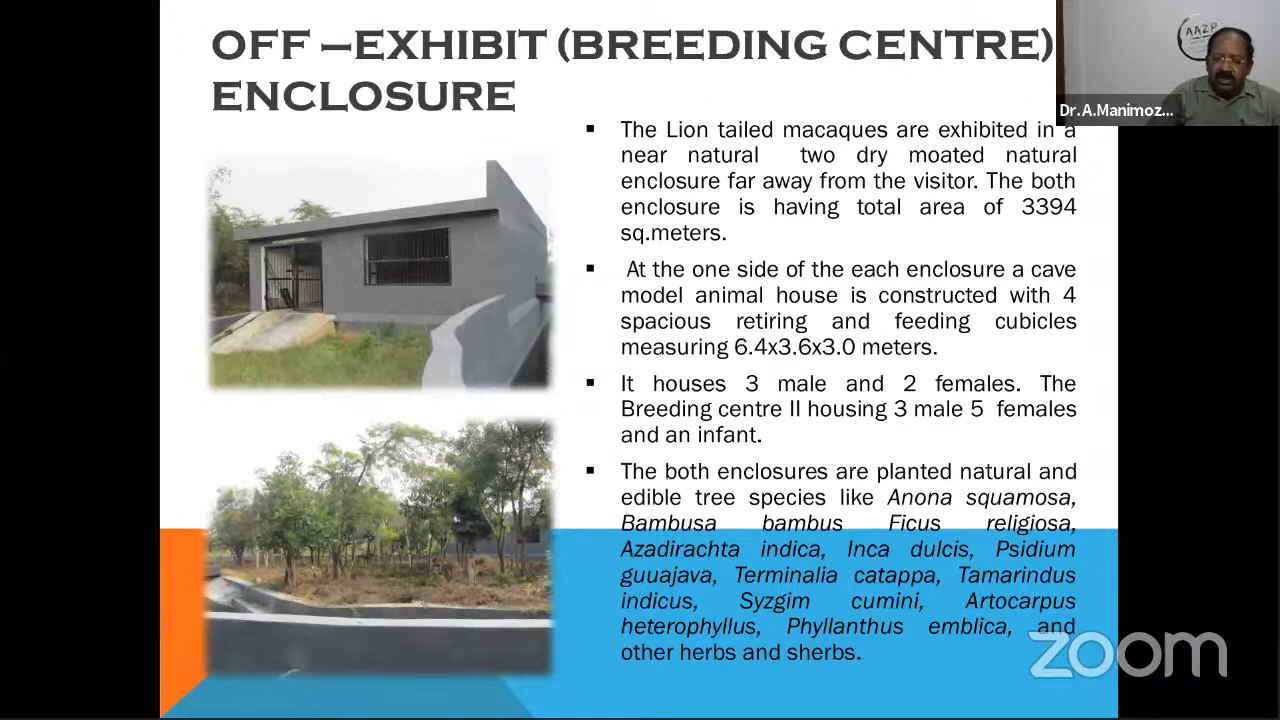 OFF –EXHIBIT (BREEDING CENTRE)
ENCLOSURE
AAZP
Dr.A.Manimoz...
▪ The Lion tailed macaques are exhibited in a
near natural two dry moated natural
enclosure far away from the visitor. The both
enclosure is having total area of 3394
sq.meters.
▪ At the one side of the each enclosure a cave
model animal house is constructed with 4
spacious retiring and feeding cubicles
measuring 6.4x3.6x3.0 meters.
▪ It houses 3 male and 2 females. The
Breeding centre II housing 3 male 5 females
and an infant.
▪ The both enclosures are planted natural and
edible tree species like Anona squamosa,
Bambusa bambus Ficus religiosa,
Azadirachta indica, Inca dulcis, Psidium
guuajava, Terminalia catappa, Tamarindus
indicus, Syzgim cumini, Artocarpus
heterophyllus, Phyllanthus emblica, and
other herbs and sherbs.
zoom